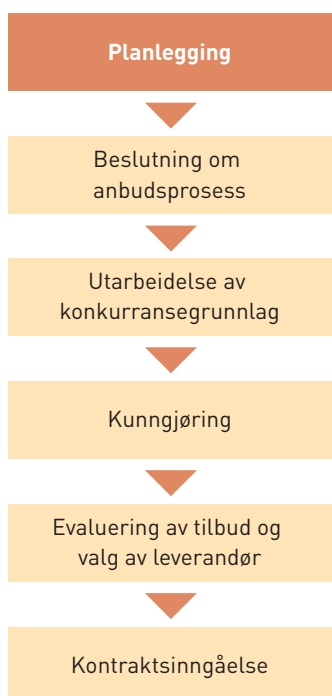 Planlegging
Beslutning om
anbudsprosess
Utarbeidelse av
konkurransegrunnlag
Kunngjøring
Evaluering av tilbud og
valg av leverandør
Kontraktsinngåelse